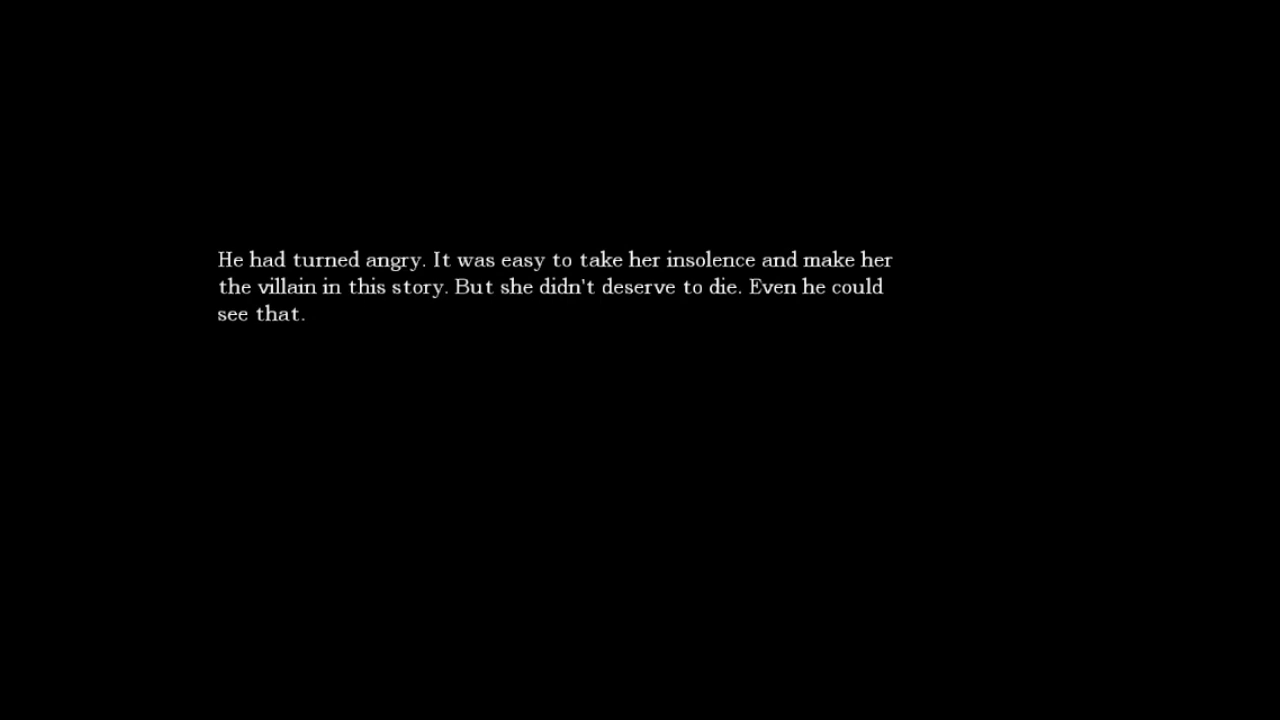 He had turned angry. It was easy to take her insolence and make her
the villain in this story. But she didn't deserve to die. Even he could
see that.